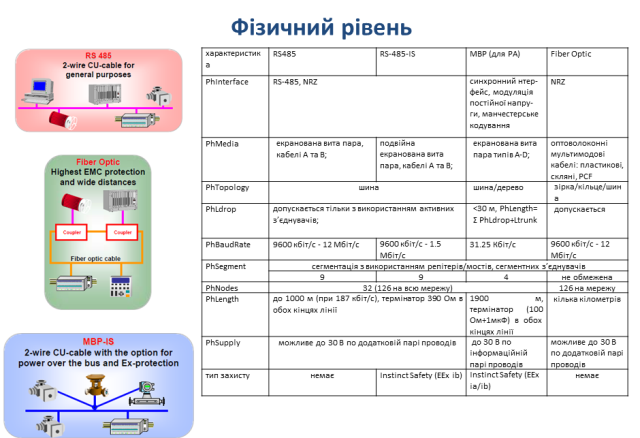 Фізичний рівень
RS 485
2-wire CU-cable for
general purposes
Fiber Optic
Highest EMC protection
and wide distances
Coupler
Coupler
Fiber optic cable
MBP-IS
2-wire CU-cable with the option for
power over the bus and Ex-protection
характеристик
а
RS485
RS-485-IS
MBP (для PA)
Fiber Optic
PhInterface
RS-485, NRZ
синхронний нтер-
фейс, модуляція
постійної напру-
ги, манчестерське
кодування
NRZ
PhMedia
екранована вита пара,
кабелі А та В;
подвійна
екранована вита
пара, кабелі А та В;
екранована вита
пара типів A-D;
оптоволоконні
мультимодові
кабелі: пластикові,
скляні, PCF
PhTopology
шина
шина/дерево
зірка/кільце/шин
а
PhLdrop
допускається тільки з використанням активних
з’єднувачів;
<30 м, PhLength=
Σ PhLdrop+Ltrunk
допускається
PhBaudRate
9600 кбіт/с - 12 Мбіт/с
9600 кбіт/с - 1.5
Мбіт/с
31.25 Кбіт/с
9600 кбіт/с - 12
Мбіт/с
PhSegment
сегментація з використанням репітерів/мостів, сегментних з’єднувачів
9
9
4
не обмежена
PhNodes
32 (126 на всю мережу)
126 на мережу
PhLength
до 1000 м (при 187 кбіт/с), термінатор 390 Ом в
обох кінцях лінії
1900 м,
термінатор (100
Ом+1мкФ) в обох
кінцях лінії
кілька кілометрів
PhSupply
можливе до 30 В по додатковій парі проводів
до 30 В по
інформаційній
парі проводів
можливе до 30 В
по додатковій парі
проводів
тип захисту
немає
Instinct Safety (EEx ib)
Instinct Safety (EEx
ia/ib)
немає